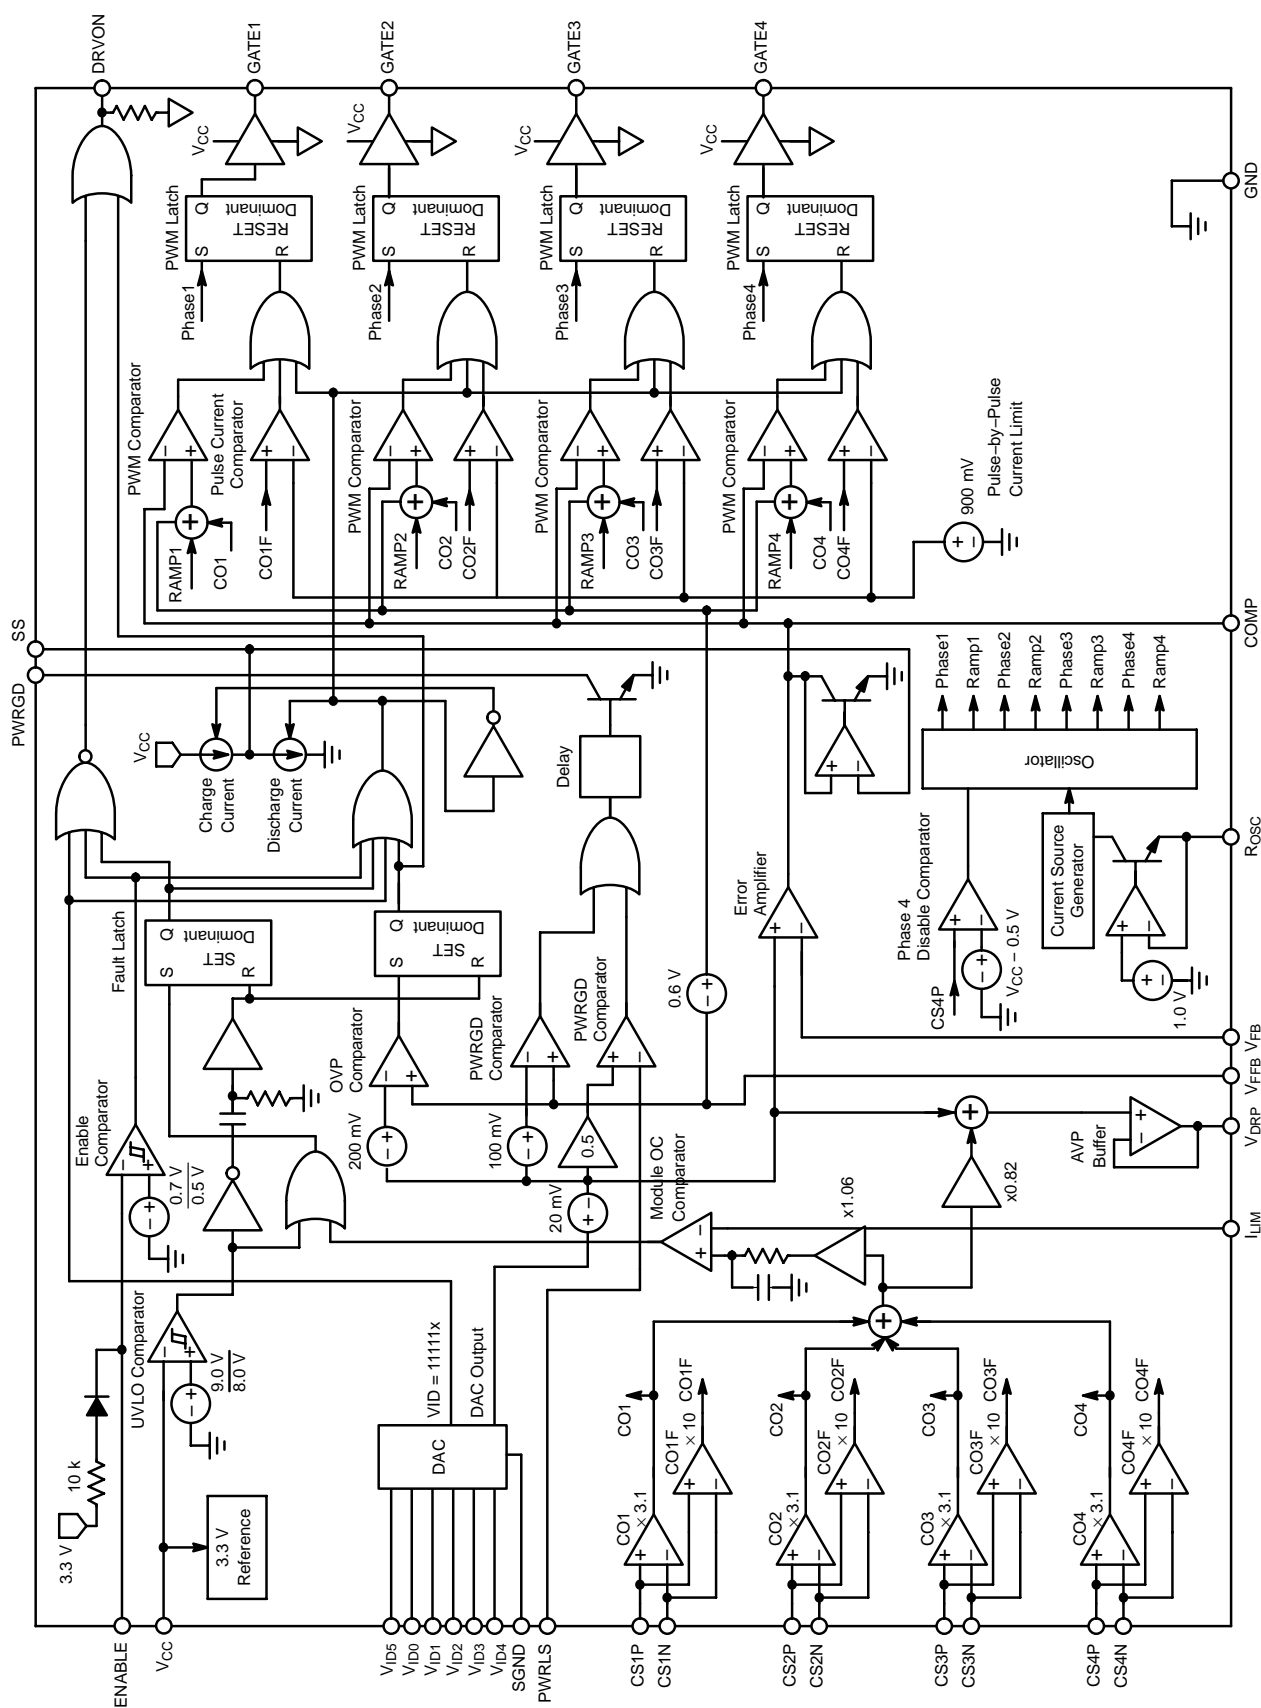 ENABLE
VCC
VID5
VID0
VID1
VID2
VID3
VID4
SGND
PWRLS
CS1P
CS1N
CS2P
CS2N
CS3P
CS3N
CS4P
CS4N
3.3 V
10 k
3.3 V
Reference
UVLO Comparator
−
+
− +
9.0 V
8.0 V
Enable
Comparator
−
+
− +
0.7 V
0.5 V
DAC
VID = 11111x
DAC Output
Fault Latch
S
Q
SET
Dominant
R
S
Q
SET
Dominant
R
OVP
Comparator
−
+
200 mV
− +
PWRGD
Comparator
−
+
100 mV
− +
PWRGD
Comparator
+
−
0.5
20 mV
+ −
Module OC
Comparator
+
−
x1.06
x0.82
+
+
AVP
Buffer
+
−
0.6 V
− +
Error
Amplifier
+
−
Delay
VCC
Charge
Current
Discharge
Current
PWRGD
SS
+
−
CO1
× 3.1
+
−
CO1
CO1F
× 10
+
−
CO1F
CO2
× 3.1
+
−
CO2
CO2F
× 10
+
−
CO2F
CO3
× 3.1
+
−
CO3
CO3F
× 10
+
−
CO3F
CO4
× 3.1
+
−
CO4
CO4F
× 10
+
−
CO4F
Phase 4
Disable Comparator
CS4P
+
−
− +
VCC − 0.5 V
Oscillator
Phase1
Ramp1
Phase2
Ramp2
Phase3
Ramp3
Phase4
Ramp4
Current Source
Generator
+
−
− +
1.0 V
PWM Comparator
−
+
Pulse Current
Comparator
+
−
RAMP1
+
CO1
CO1F
PWM Comparator
−
+
+
−
RAMP2
+
CO2
CO2F
PWM Comparator
−
+
+
−
RAMP3
+
CO3
CO3F
PWM Comparator
−
+
+
−
RAMP4
+
CO4
CO4F
+
−
900 mV
Pulse−by−Pulse
Current Limit
Phase1
PWM Latch
S
Q
RESET
Dominant
R
VCC
Phase2
PWM Latch
S
Q
RESET
Dominant
R
VCC
Phase3
PWM Latch
S
Q
RESET
Dominant
R
VCC
Phase4
PWM Latch
S
Q
RESET
Dominant
R
VCC
DRVON
GATE1
GATE2
GATE3
GATE4
ILIM
VDRP
VFFB
VFB
ROSC
COMP
GND